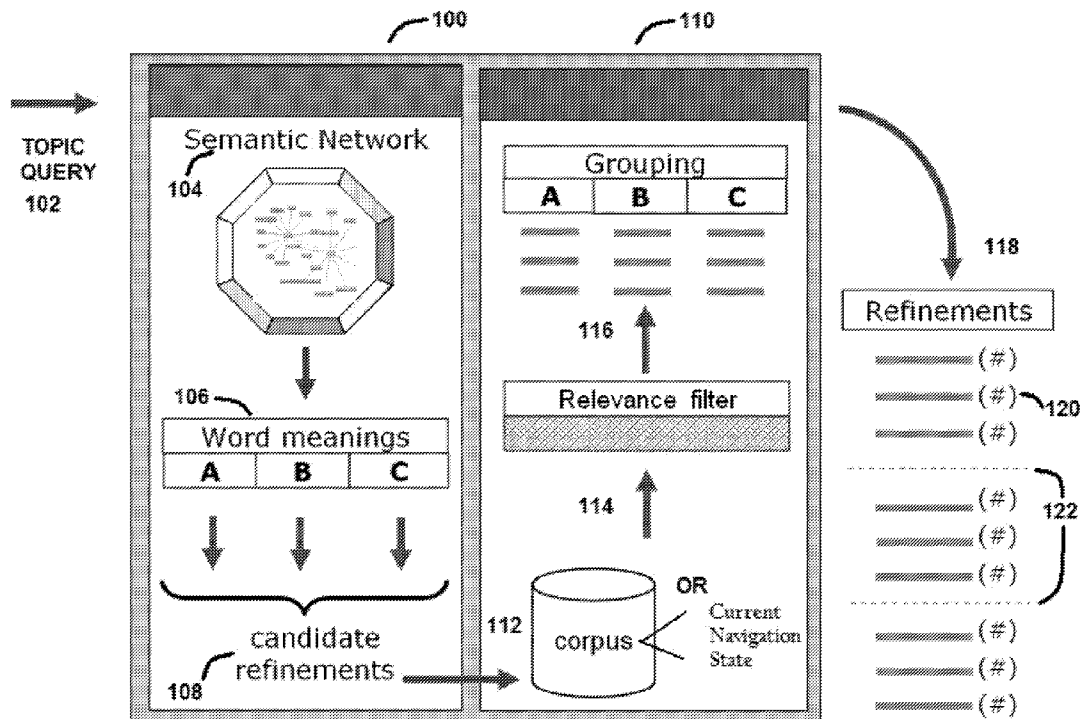 100
110
TOPIC
QUERY
102
Semantic Network
104
106
Word meanings
A B C
candidate
refinements
108
Grouping
A B C
116
Relevance filter
114
112
corpus
OR
Current
Navigation
State
118
Refinements
(#)
(#)
120
(#)
(#)
(#)
(#)
122
(#)
(#)
(#)